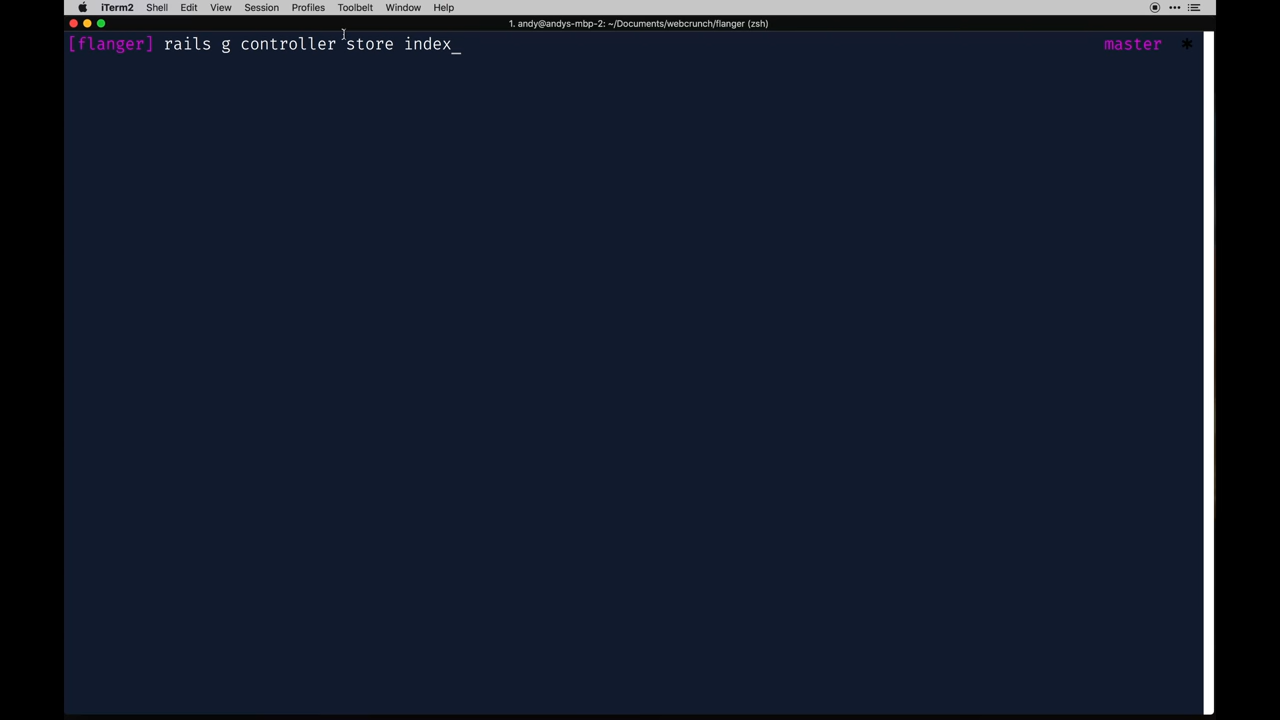 iTerm2 Shell Edit View Session Profiles Toolbelt Window Help
1. andy@andys-mbp-2: ~/Documents/webcrunch/flanger (zsh)
[flanger] rails g controller store index_ master *